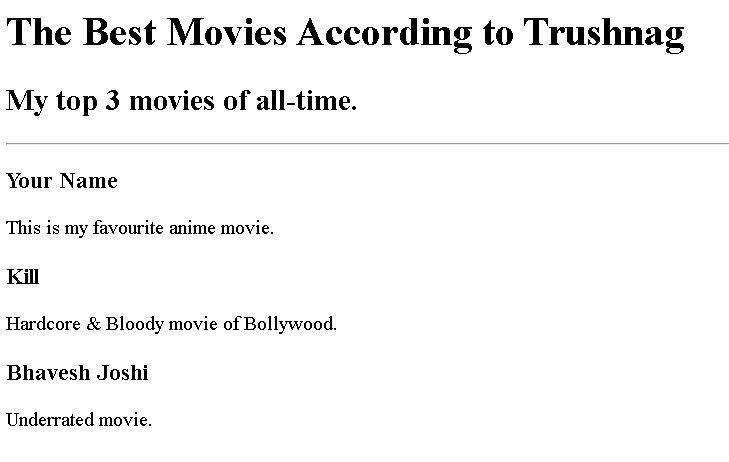 The Best Movies According to Trushnag
My top 3 movies of all-time.
Your Name
This is my favourite anime movie.
Kill
Hardcore & Bloody movie of Bollywood.
Bhavesh Joshi
Underrated movie.